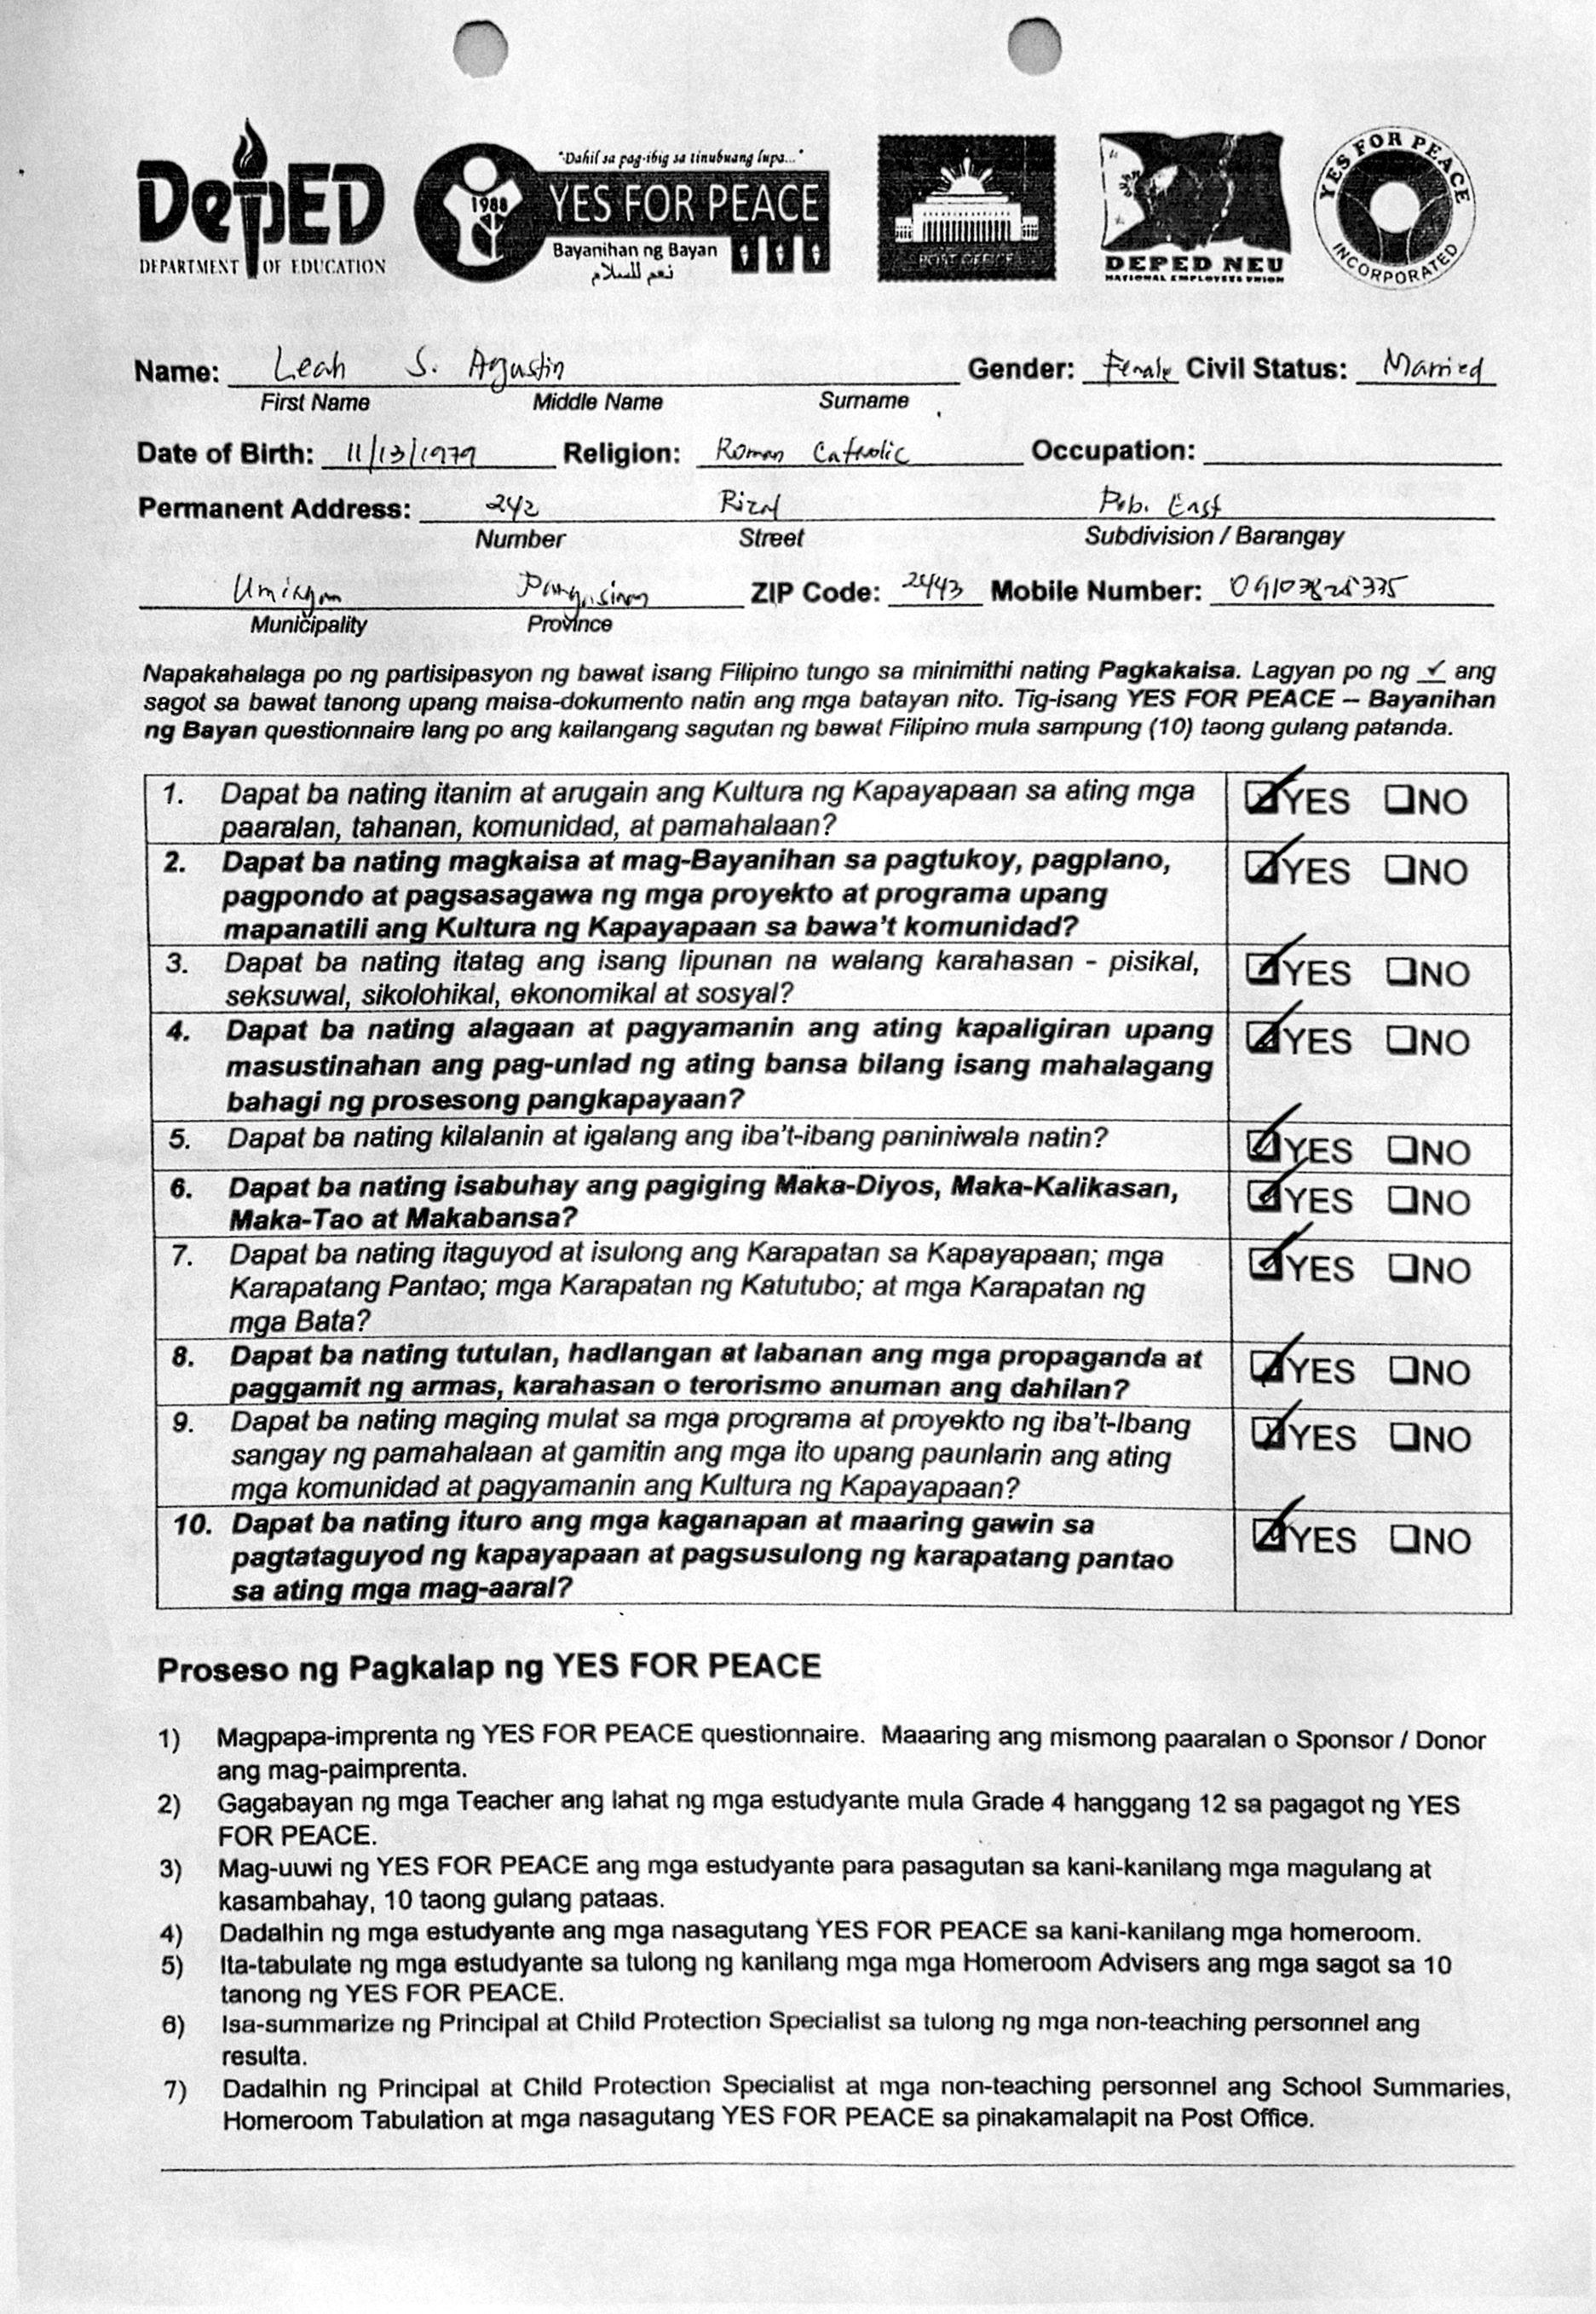 DepED
DEPARTMENT OF EDUCATION
"Dahil sa pag-ibig sa tinubuang lupa..."
1988
YES FOR PEACE
Bayanihan ng Bayan
نعم للسلام
POST OFFICE
DEPED NEU
NATIONAL EMPLOYEES UNION
YES FOR PEACE
INCORPORATED
Name: Leah S. Agustin Gender: Female Civil Status: Married
First Name Middle Name Surname
Date of Birth: 11/13/1979 Religion: Roman Catholic Occupation:
Permanent Address: 242 Rizal Pob. East
Number Street Subdivision / Barangay
Umingan Pangasinan ZIP Code: 2443 Mobile Number:
Municipality Province
Napakahalaga po ng partisipasyon ng bawat isang Filipino tungo sa minimithi nating Pagkakaisa. Lagyan po ng ✓ ang
sagot sa bawat tanong upang maisa-dokumento natin ang mga batayan nito. Tig-isang YES FOR PEACE – Bayanihan
ng Bayan questionnaire lang po ang kailangang sagutan ng bawat Filipino mula sampung (10) taong gulang patanda.
1. Dapat ba nating itanim at arugain ang Kultura ng Kapayapaan sa ating mga ☑YES ☐NO
paaralan, tahanan, komunidad, at pamahalaan?
2. Dapat ba nating magkaisa at mag-Bayanihan sa pagtukoy, pagplano, ☑YES ☐NO
pagpondo at pagsasagawa ng mga proyekto at programa upang
mapanatili ang Kultura ng Kapayapaan sa bawa't komunidad?
3. Dapat ba nating itatag ang isang lipunan na walang karahasan - pisikal, ☑YES ☐NO
seksuwal, sikolohikal, ekonomikal at sosyal?
4. Dapat ba nating alagaan at pagyamanin ang ating kapaligiran upang ☑YES ☐NO
masustinahan ang pag-unlad ng ating bansa bilang isang mahalagang
bahagi ng prosesong pangkapayaan?
5. Dapat ba nating kilalanin at igalang ang iba't-ibang paniniwala natin? ☑YES ☐NO
6. Dapat ba nating isabuhay ang pagiging Maka-Diyos, Maka-Kalikasan, ☑YES ☐NO
Maka-Tao at Makabansa?
7. Dapat ba nating itaguyod at isulong ang Karapatan sa Kapayapaan; mga ☑YES ☐NO
Karapatang Pantao; mga Karapatan ng Katutubo; at mga Karapatan ng
mga Bata?
8. Dapat ba nating tutulan, hadlangan at labanan ang mga propaganda at ☑YES ☐NO
paggamit ng armas, karahasan o terorismo anuman ang dahilan?
9. Dapat ba nating maging mulat sa mga programa at proyekto ng iba't-Ibang ☑YES ☐NO
sangay ng pamahalaan at gamitin ang mga ito upang paunlarin ang ating
mga komunidad at pagyamanin ang Kultura ng Kapayapaan?
10. Dapat ba nating ituro ang mga kaganapan at maaring gawin sa ☑YES ☐NO
pagtataguyod ng kapayapaan at pagsusulong ng karapatang pantao
sa ating mga mag-aaral?
Proseso ng Pagkalap ng YES FOR PEACE
1) Magpapa-imprenta ng YES FOR PEACE questionnaire. Maaaring ang mismong paaralan o Sponsor / Donor
ang mag-paimprenta.
2) Gagabayan ng mga Teacher ang lahat ng mga estudyante mula Grade 4 hanggang 12 sa pagagot ng YES
FOR PEACE.
3) Mag-uuwi ng YES FOR PEACE ang mga estudyante para pasagutan sa kani-kanilang mga magulang at
kasambahay, 10 taong gulang pataas.
4) Dadalhin ng mga estudyante ang mga nasagutang YES FOR PEACE sa kani-kanilang mga homeroom.
5) Ita-tabulate ng mga estudyante sa tulong ng kanilang mga mga Homeroom Advisers ang mga sagot sa 10
tanong ng YES FOR PEACE.
6) Isa-summarize ng Principal at Child Protection Specialist sa tulong ng mga non-teaching personnel ang
resulta.
7) Dadalhin ng Principal at Child Protection Specialist at mga non-teaching personnel ang School Summaries,
Homeroom Tabulation at mga nasagutang YES FOR PEACE sa pinakamalapit na Post Office.